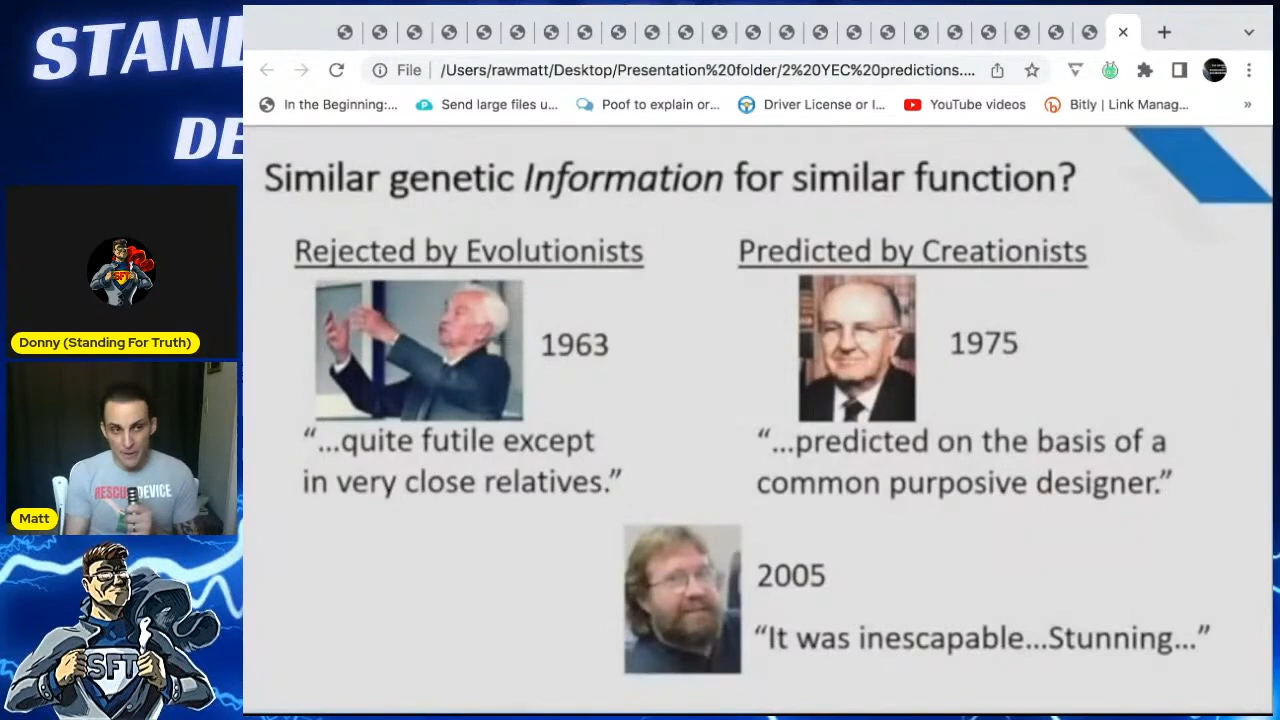 STAND
DE
File
/Users/rawmatt/Desktop/Presentation%20folder/2%20YEC%20predictions....
In the Beginning:...
Send large files u...
Poof to explain or...
Driver License or I...
YouTube videos
Bitly | Link Manag...
»
Similar genetic Information for similar function?
Rejected by Evolutionists
Predicted by Creationists
1963
1975
“...quite futile except
in very close relatives.”
“...predicted on the basis of a
common purposive designer.”
2005
“It was inescapable...Stunning...”
SFT
Donny (Standing For Truth)
RESCUE DEVICE
Matt
SFT